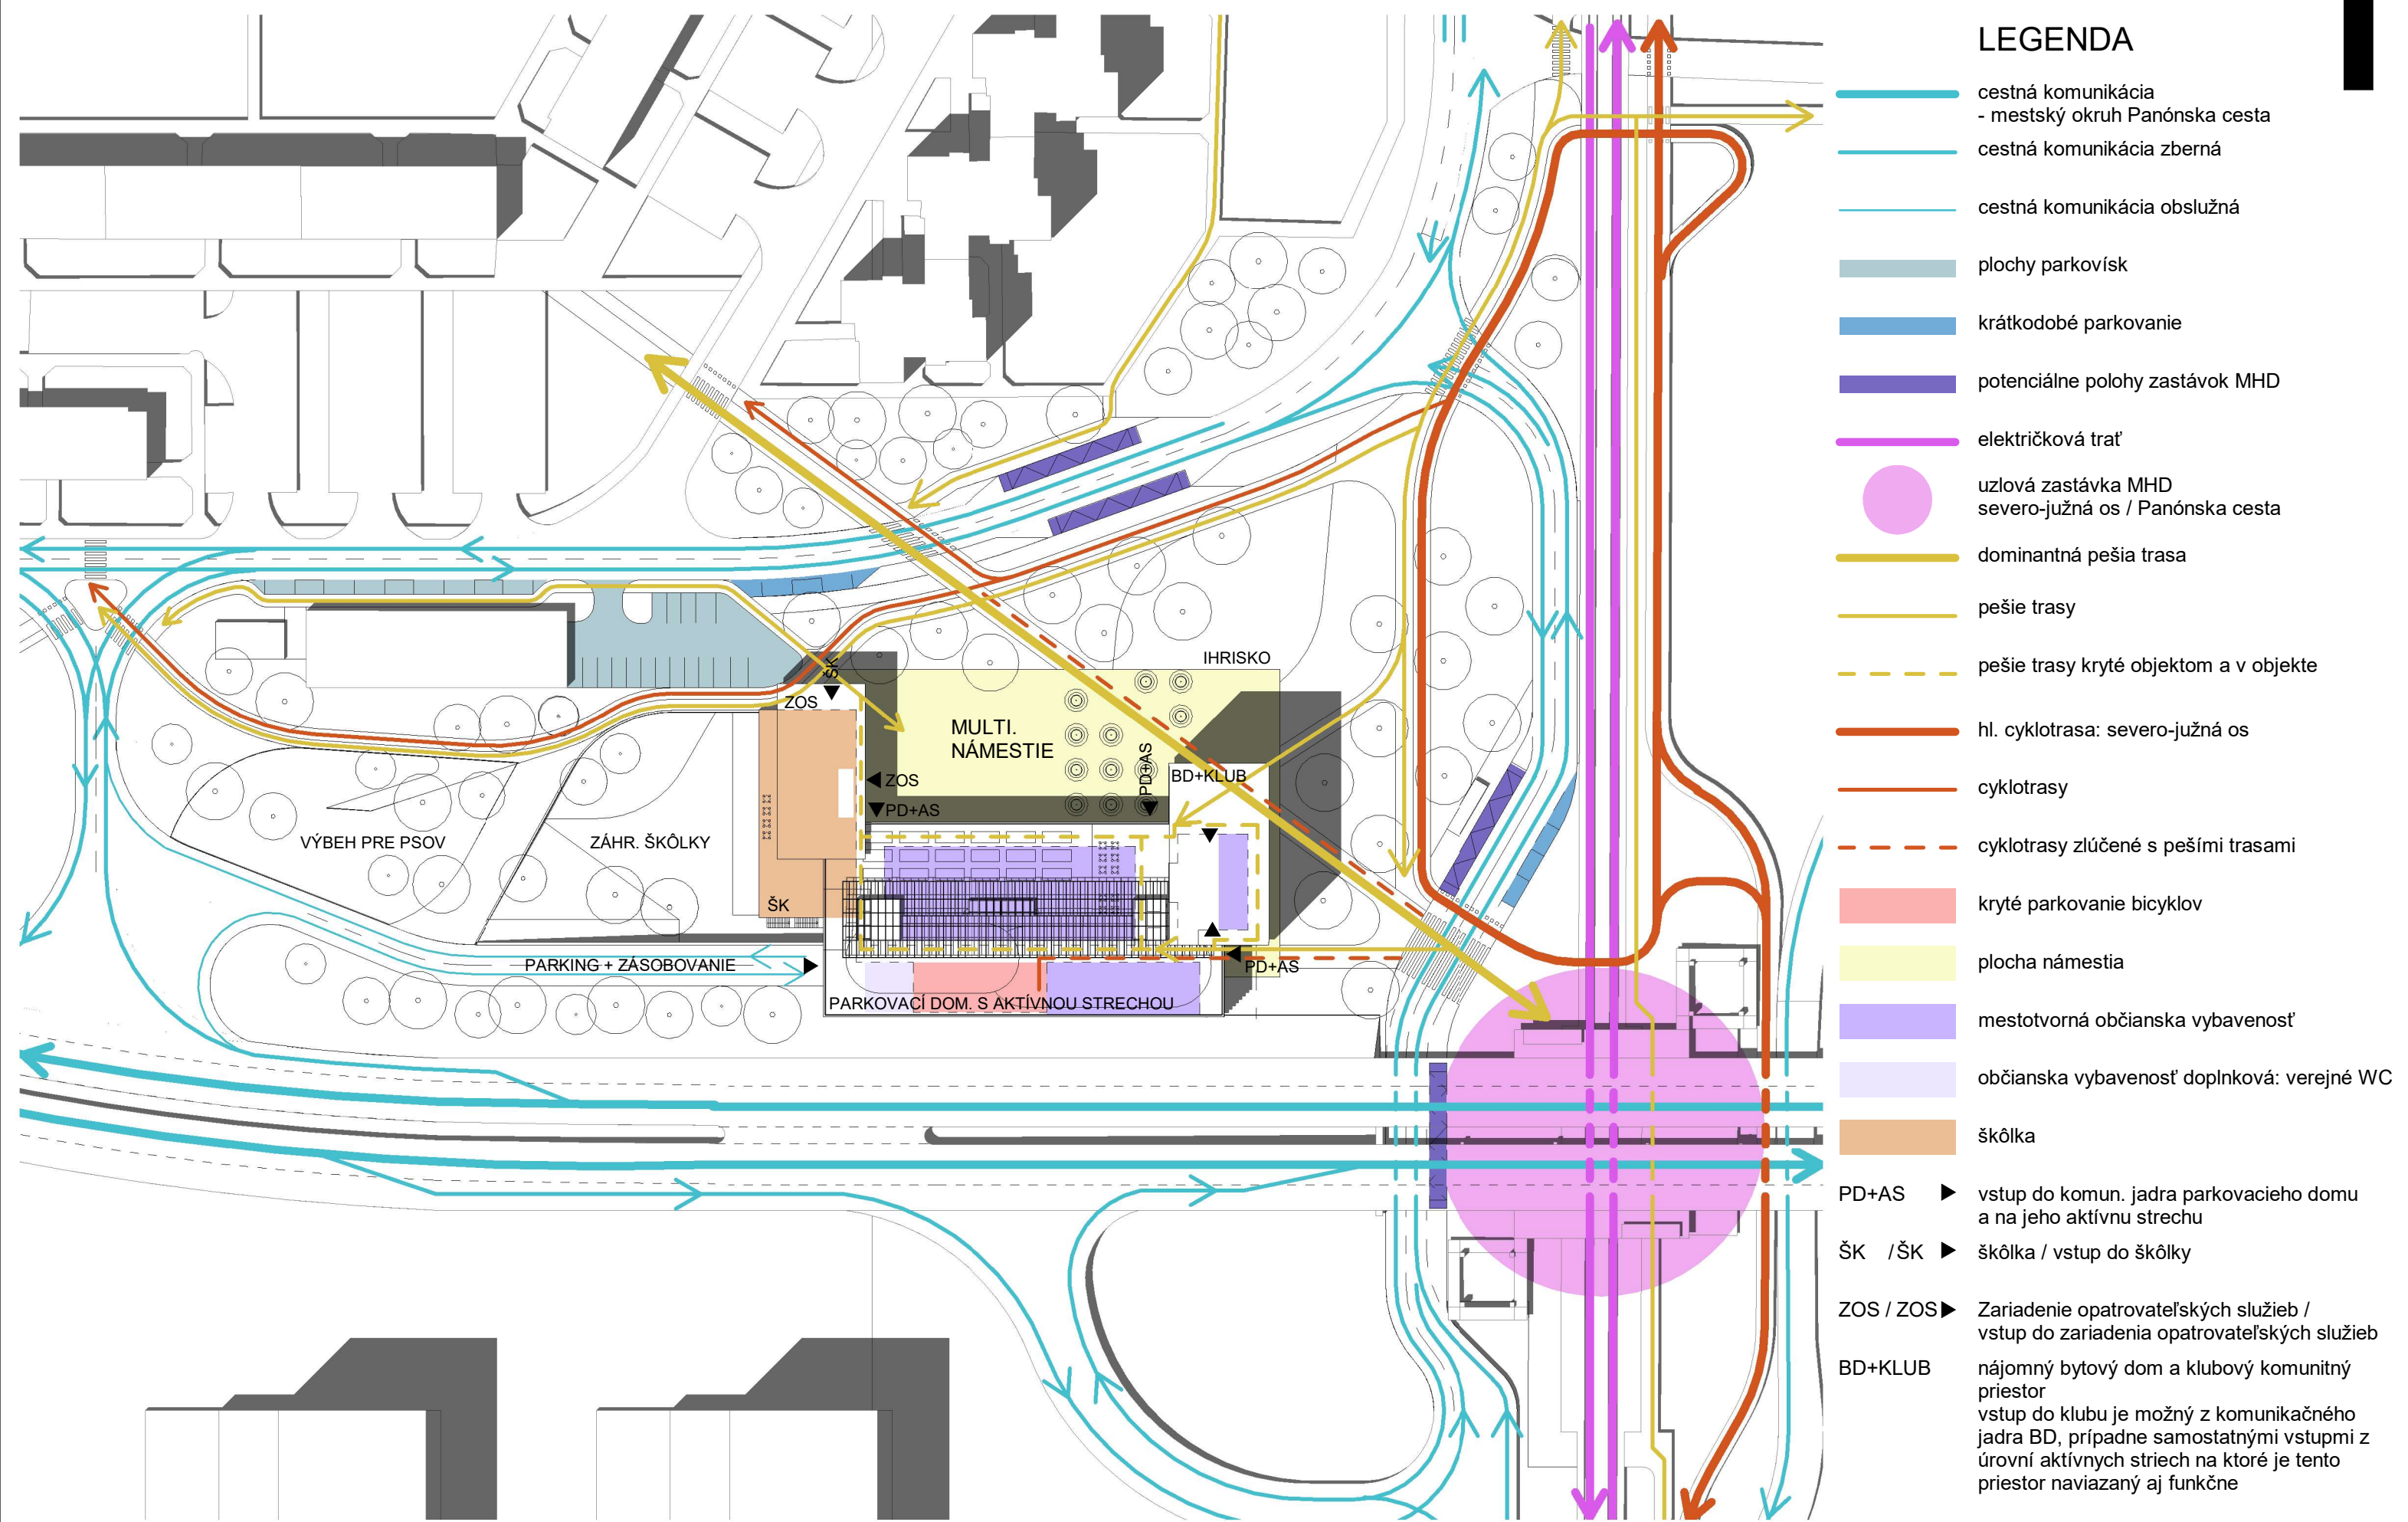 IHRISKO
ŠK
ZOS
MULTI.
NÁMESTIE
PD+AS
BD+KLUB
ZOS
PD+AS
VÝBEH PRE PSOV
ZÁHR. ŠKÔLKY
ŠK
PARKING + ZÁSOBOVANIE
PD+AS
PARKOVACÍ DOM. S AKTÍVNOU STRECHOU
LEGENDA
cestná komunikácia
- mestský okruh Panónska cesta
cestná komunikácia zberná
cestná komunikácia obslužná
plochy parkovísk
krátkodobé parkovanie
potenciálne polohy zastávok MHD
električková trať
uzlová zastávka MHD
severo-južná os / Panónska cesta
dominantná pešia trasa
pešie trasy
pešie trasy kryté objektom a v objekte
hl. cyklotrasa: severo-južná os
cyklotrasy
cyklotrasy zlúčené s pešími trasami
kryté parkovanie bicyklov
plocha námestia
mestotvorná občianska vybavenosť
občianska vybavenosť doplnková: verejné WC
škôlka
PD+AS vstup do komun. jadra parkovacieho domu
a na jeho aktívnu strechu
ŠK / ŠK škôlka / vstup do škôlky
ZOS / ZOS Zariadenie opatrovateľských služieb /
vstup do zariadenia opatrovateľských služieb
BD+KLUB nájomný bytový dom a klubový komunitný
priestor
vstup do klubu je možný z komunikačného
jadra BD, prípadne samostatnými vstupmi z
úrovní aktívnych striech na ktoré je tento
priestor naviazaný aj funkčne